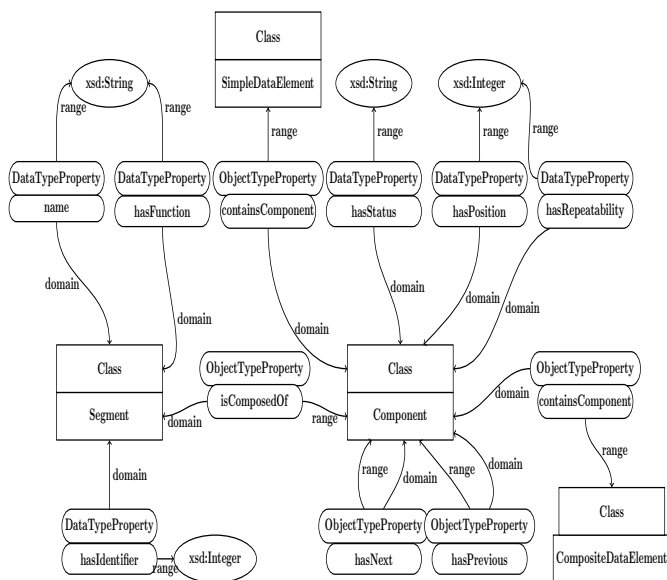 Class
SimpleDataElement
xsd:String
xsd:String
xsd:Integer
range
range
range
range
range
range
DataTypeProperty
name
DataTypeProperty
hasFunction
ObjectTypeProperty
containsComponent
DataTypeProperty
hasStatus
DataTypeProperty
hasPosition
DataTypeProperty
hasRepeatability
domain
domain
domain
domain
domain
domain
Class
Segment
ObjectTypeProperty
isComposedOf
domain
range
Class
Component
ObjectTypeProperty
containsComponent
domain
range
domain
range
domain
range
domain
Class
CompositeDataElement
DataTypeProperty
hasIdentifier
range
xsd:Integer
ObjectTypeProperty
hasNext
ObjectTypeProperty
hasPrevious